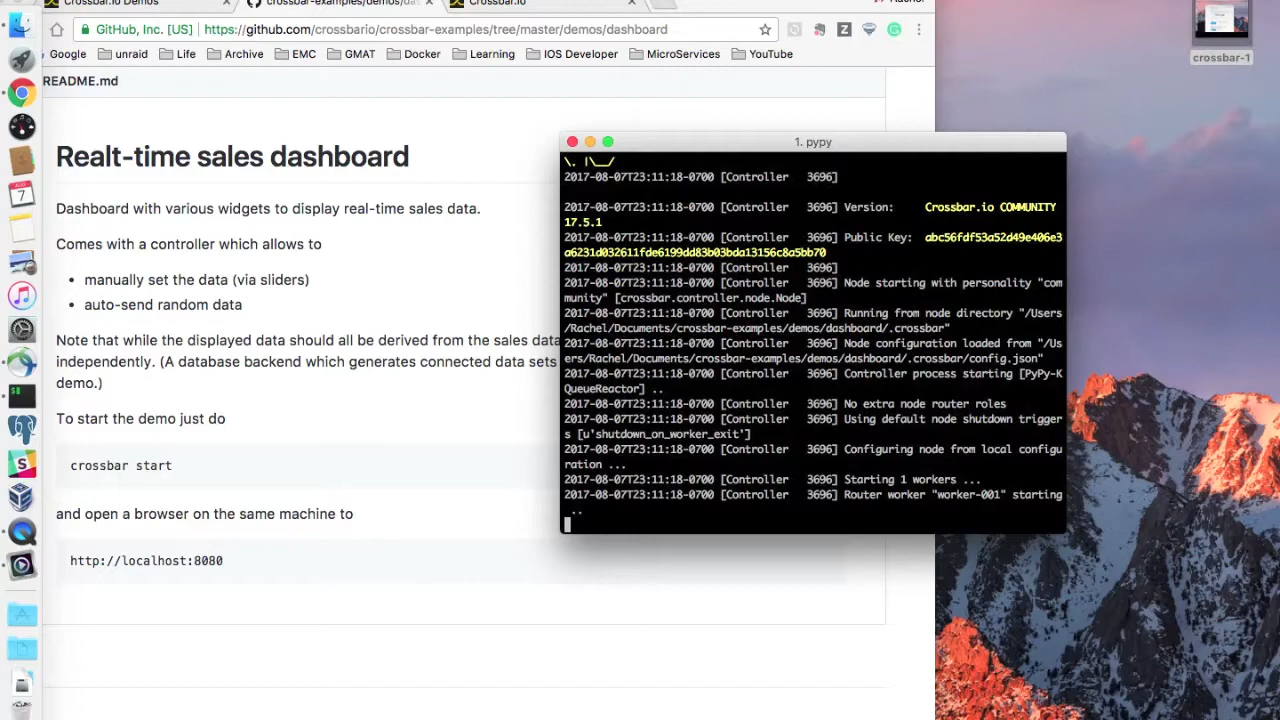 Crossbar.io Demos
crossbar-examples/demos/das
Crossbar.io
Rachel
GitHub, Inc. [US]
https://github.com/crossbario/crossbar-examples/tree/master/demos/dashboard
Google
unraid
Life
Archive
EMC
GMAT
Docker
Learning
IOS Developer
MicroServices
YouTube
README.md
Realt-time sales dashboard
Dashboard with various widgets to display real-time sales data.
Comes with a controller which allows to
manually set the data (via sliders)
auto-send random data
Note that while the displayed data should all be derived from the sales data
independently. (A database backend which generates connected data sets
demo.)
To start the demo just do
crossbar start
and open a browser on the same machine to
http://localhost:8080
1. pypy
\. |\__/
2017-08-07T23:11:18-0700 [Controller   3696]
2017-08-07T23:11:18-0700 [Controller   3696] Version:     Crossbar.io COMMUNITY
17.5.1
2017-08-07T23:11:18-0700 [Controller   3696] Public Key:  abc56fdf53a52d49e406e3
a6231d032611fde6199dd83b03bda13156c8a5bb70
2017-08-07T23:11:18-0700 [Controller   3696]
2017-08-07T23:11:18-0700 [Controller   3696] Node starting with personality "com
munity" [crossbar.controller.node.Node]
2017-08-07T23:11:18-0700 [Controller   3696] Running from node directory "/Users
/Rachel/Documents/crossbar-examples/demos/dashboard/.crossbar"
2017-08-07T23:11:18-0700 [Controller   3696] Node configuration loaded from "/Us
ers/Rachel/Documents/crossbar-examples/demos/dashboard/.crossbar/config.json"
2017-08-07T23:11:18-0700 [Controller   3696] Controller process starting [PyPy-K
QueueReactor] ..
2017-08-07T23:11:18-0700 [Controller   3696] No extra node router roles
2017-08-07T23:11:18-0700 [Controller   3696] Using default node shutdown trigger
s [u'shutdown_on_worker_exit']
2017-08-07T23:11:18-0700 [Controller   3696] Configuring node from local configu
ration ...
2017-08-07T23:11:18-0700 [Controller   3696] Starting 1 workers ...
2017-08-07T23:11:18-0700 [Controller   3696] Router worker "worker-001" starting
..
crossbar-1
7